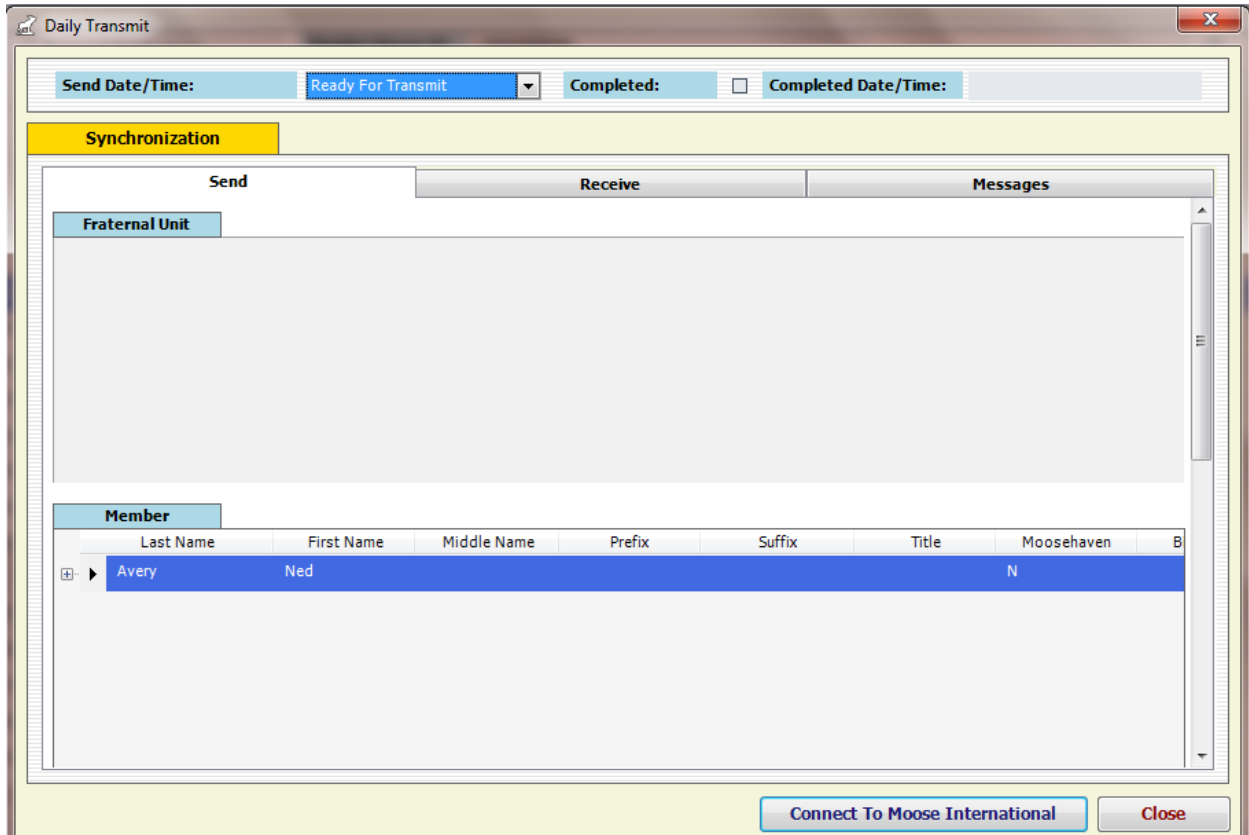 Daily Transmit
Send Date/Time: Ready For Transmit Completed: Completed Date/Time:
Synchronization
Send Receive Messages
Fraternal Unit
Member
Last Name First Name Middle Name Prefix Suffix Title Moosehaven B
Avery Ned N
Connect To Moose International Close